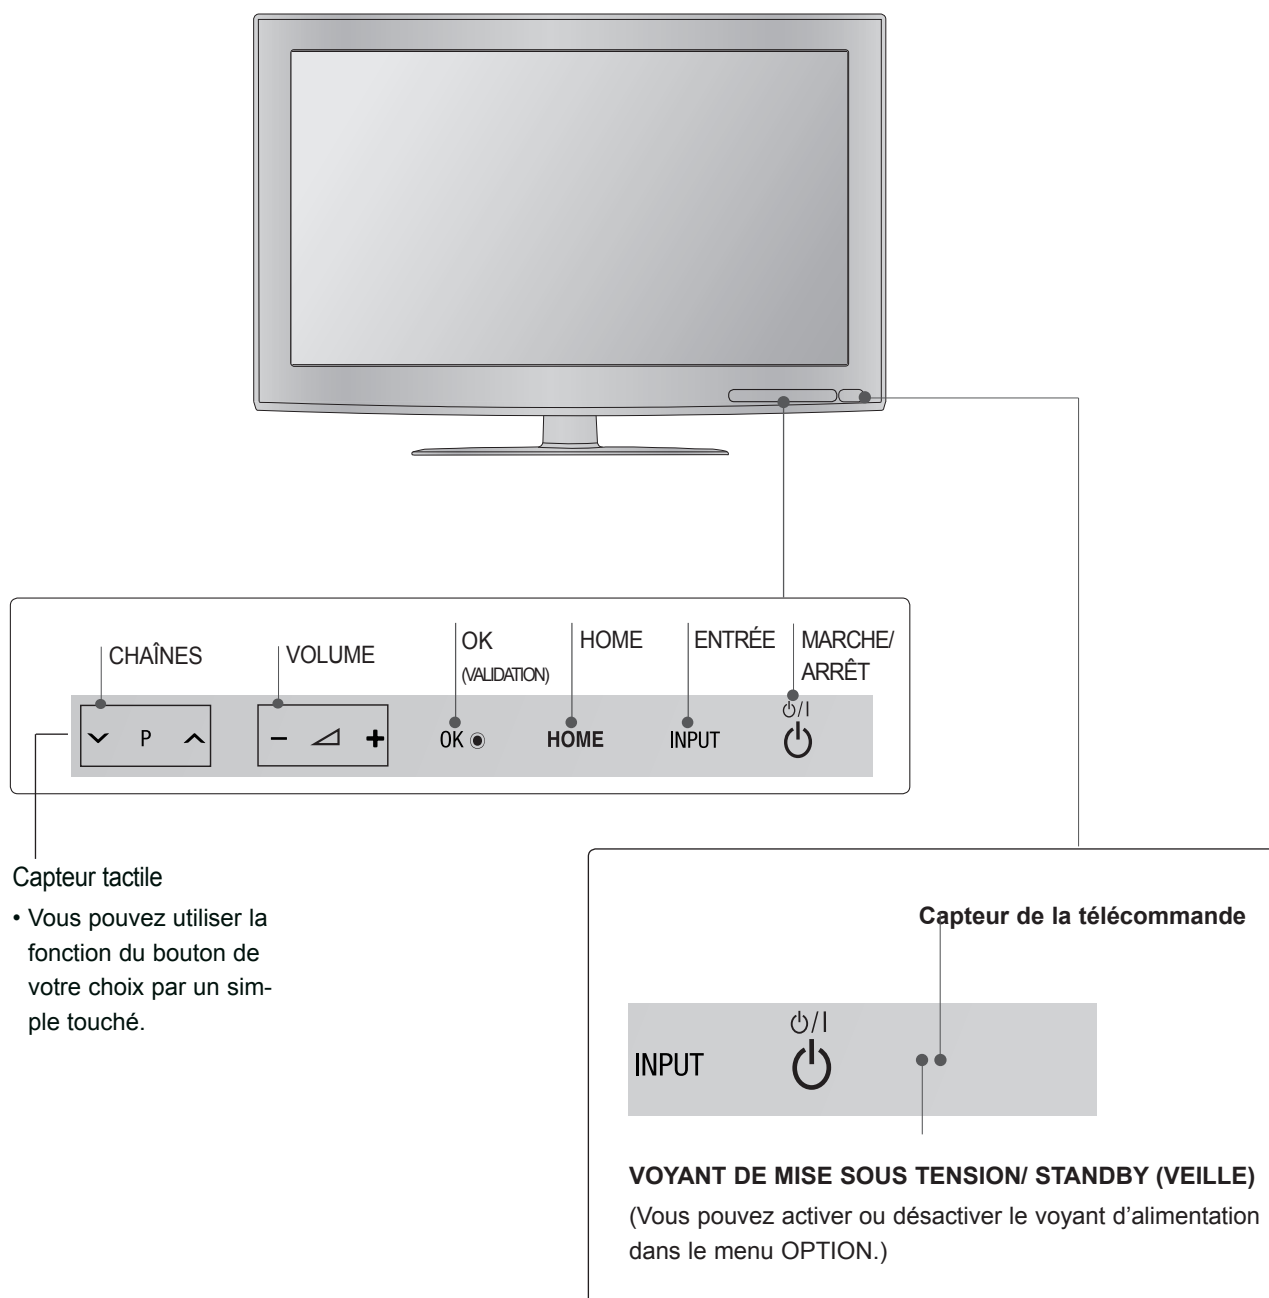 CHAÎNES
VOLUME
OK
(VALIDATION)
HOME
ENTRÉE
MARCHE/
ARRÊT
P
OK
HOME
INPUT
/I
Capteur tactile
• Vous pouvez utiliser la
fonction du bouton de
votre choix par un sim-
ple touché.
Capteur de la télécommande
/I
INPUT
VOYANT DE MISE SOUS TENSION/ STANDBY (VEILLE)
(Vous pouvez activer ou désactiver le voyant d’alimentation
dans le menu OPTION.)